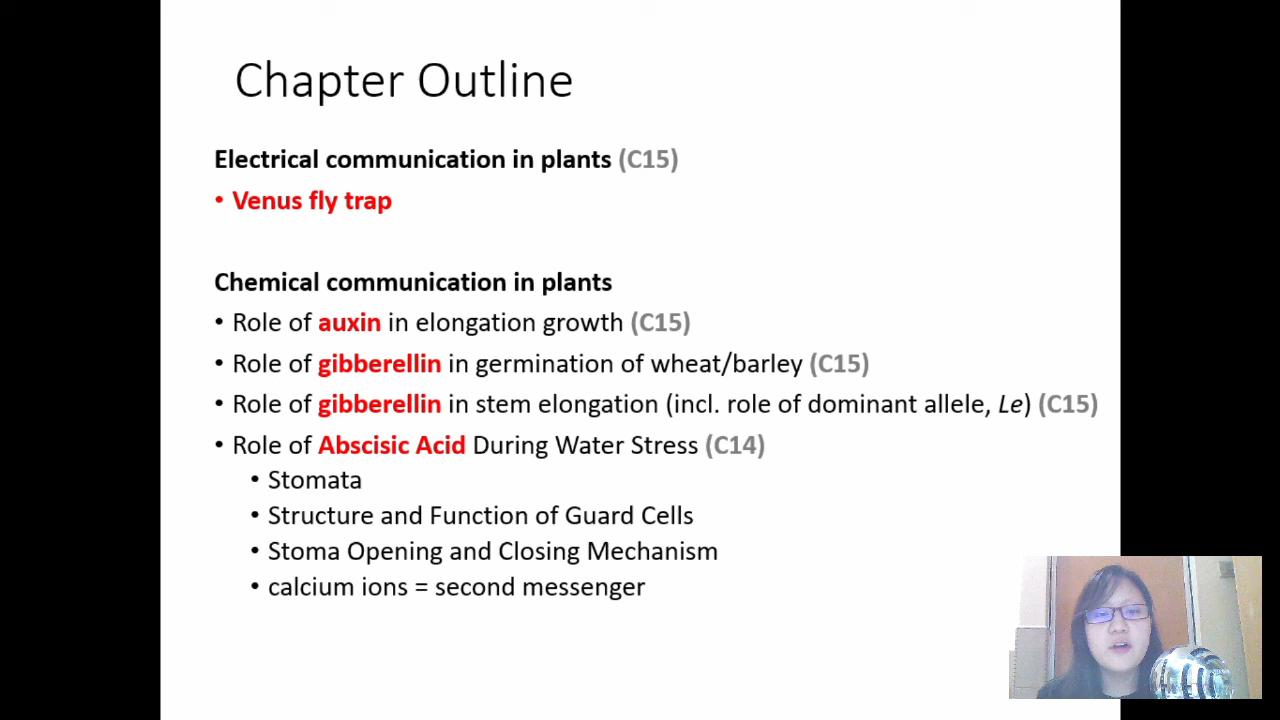 Chapter Outline
Electrical communication in plants (C15)
• Venus fly trap
Chemical communication in plants
• Role of auxin in elongation growth (C15)
• Role of gibberellin in germination of wheat/barley (C15)
• Role of gibberellin in stem elongation (incl. role of dominant allele, Le) (C15)
• Role of Abscisic Acid During Water Stress (C14)
• Stomata
• Structure and Function of Guard Cells
• Stoma Opening and Closing Mechanism
• calcium ions = second messenger